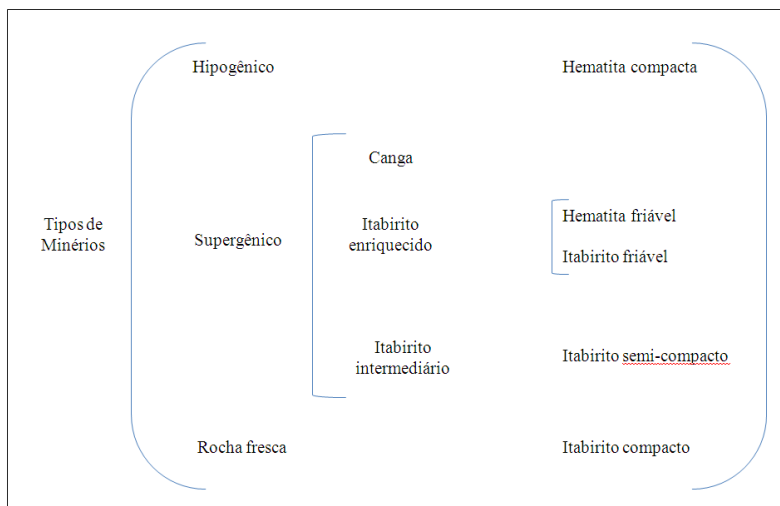 Hipogênico
Hematita compacta
Canga
Tipos de
Minérios
Supergênico
Itabirito
enriquecido
Hematita friável
Itabirito friável
Itabirito
intermediário
Itabirito semi-compacto
Rocha fresca
Itabirito compacto